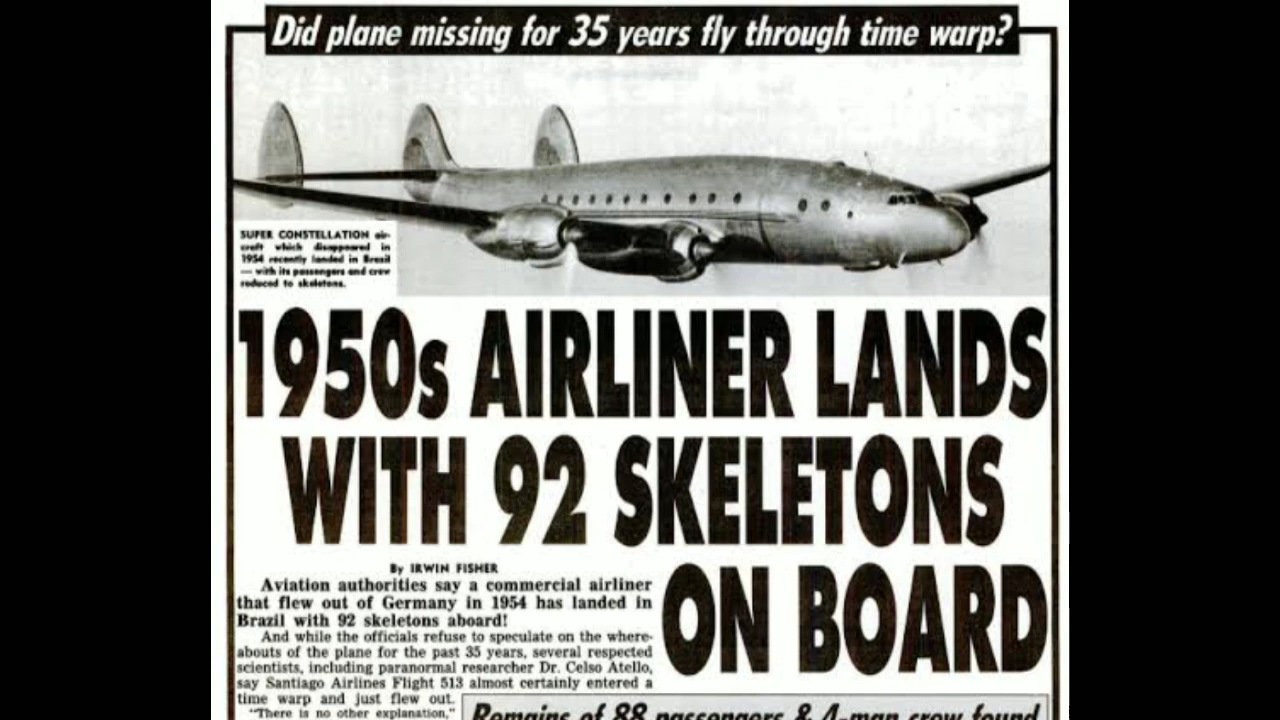 Did plane missing for 35 years fly through time warp?
SUPER CONSTELLATION air-
craft which disappeared in
1954 recently landed in Brazil
— with its passengers and crew
reduced to skeletons.
1950s AIRLINER LANDS
WITH 92 SKELETONS
ON BOARD
By IRWIN FISHER
Aviation authorities say a commercial airliner
that flew out of Germany in 1954 has landed in
Brazil with 92 skeletons aboard!
And while the officials refuse to speculate on the where-
abouts of the plane for the past 35 years, several respected
scientists, including paranormal researcher Dr. Celso Atello,
say Santiago Airlines Flight 513 almost certainly entered a
time warp and just flew out.
"There is no other explanation,"
Remains of 88 passengers & 4-man crew found